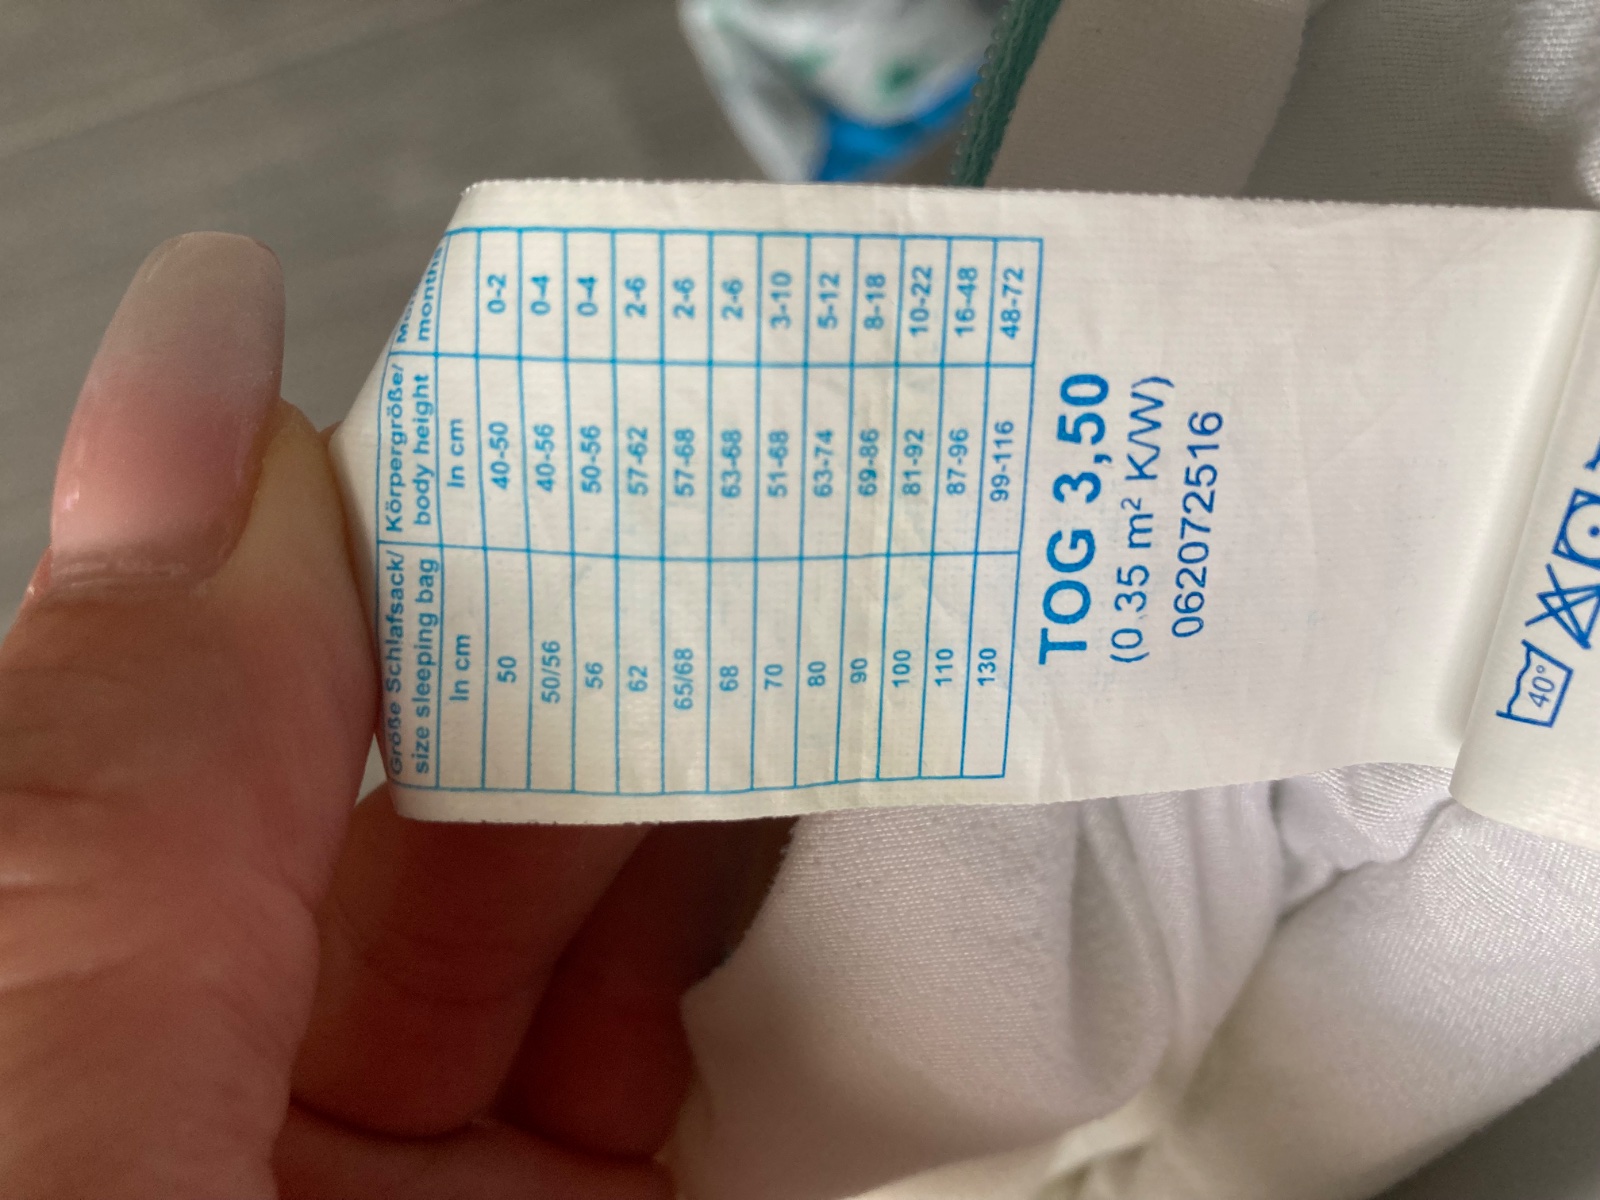 Größe Schlafsack/ Körpergröße/
size sleeping bag body height months
In cm In cm
50 40-50 0-2
50/56 40-56 0-4
56 50-56 0-4
62 57-62 2-6
65/68 57-68 2-6
68 63-68 2-6
70 51-68 3-10
80 63-74 5-12
90 69-86 8-18
100 81-92 10-22
110 87-96 16-48
130 99-116 48-72
TOG 3,50
(0.35 m² K/W)
062072516
40°